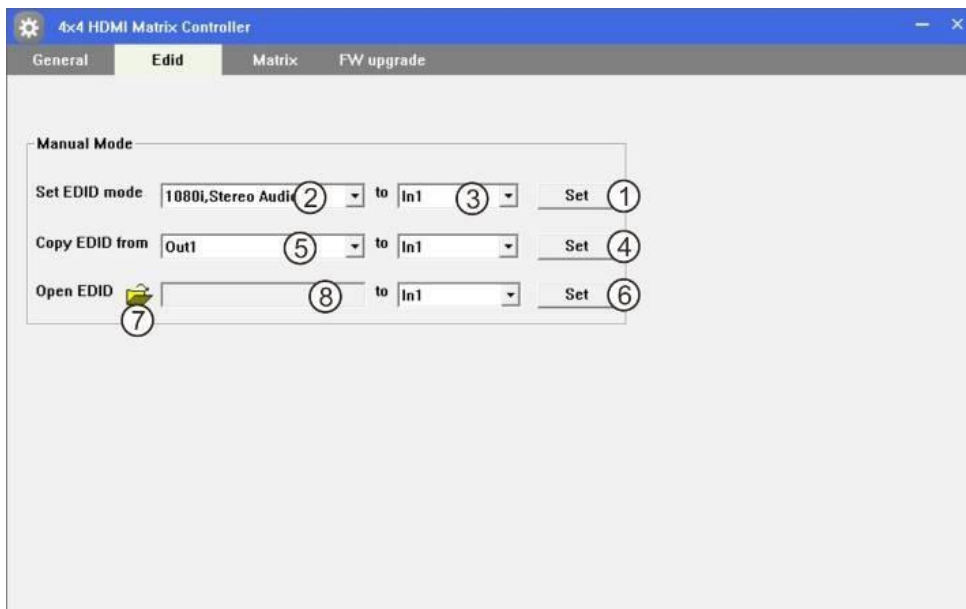 4x4 HDMI Matrix Controller
General Edid Matrix FW upgrade
Manual Mode
Set EDID mode 1080i,Stereo Audio ② to In1 ③ Set ①
Copy EDID from Out1 ⑤ to In1 Set ④
Open EDID ⑧ to In1 Set ⑥
⑦